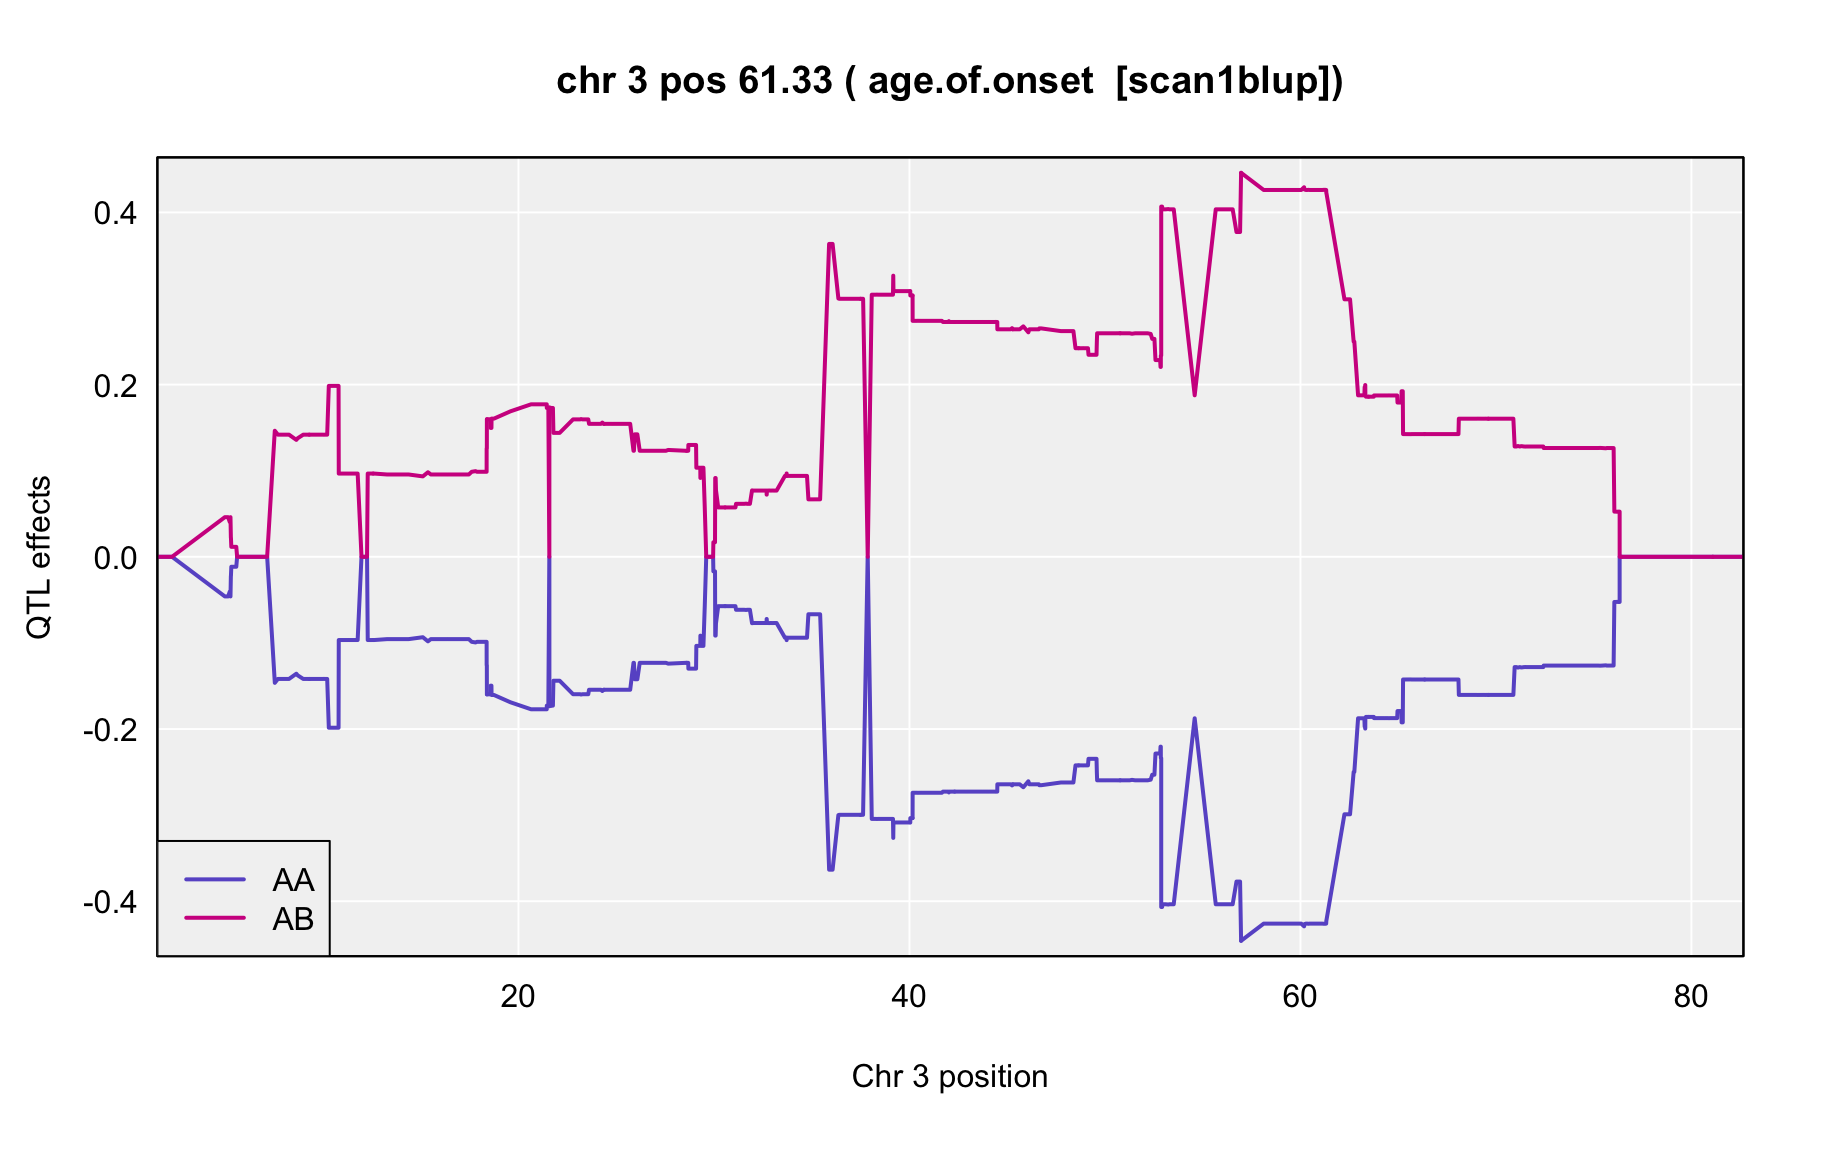 chr 3 pos 61.33 ( age.of.onset  [scan1blup])
QTL effects
0.4
0.2
0.0
-0.2
-0.4
AA
AB
20 40 60 80
Chr 3 position